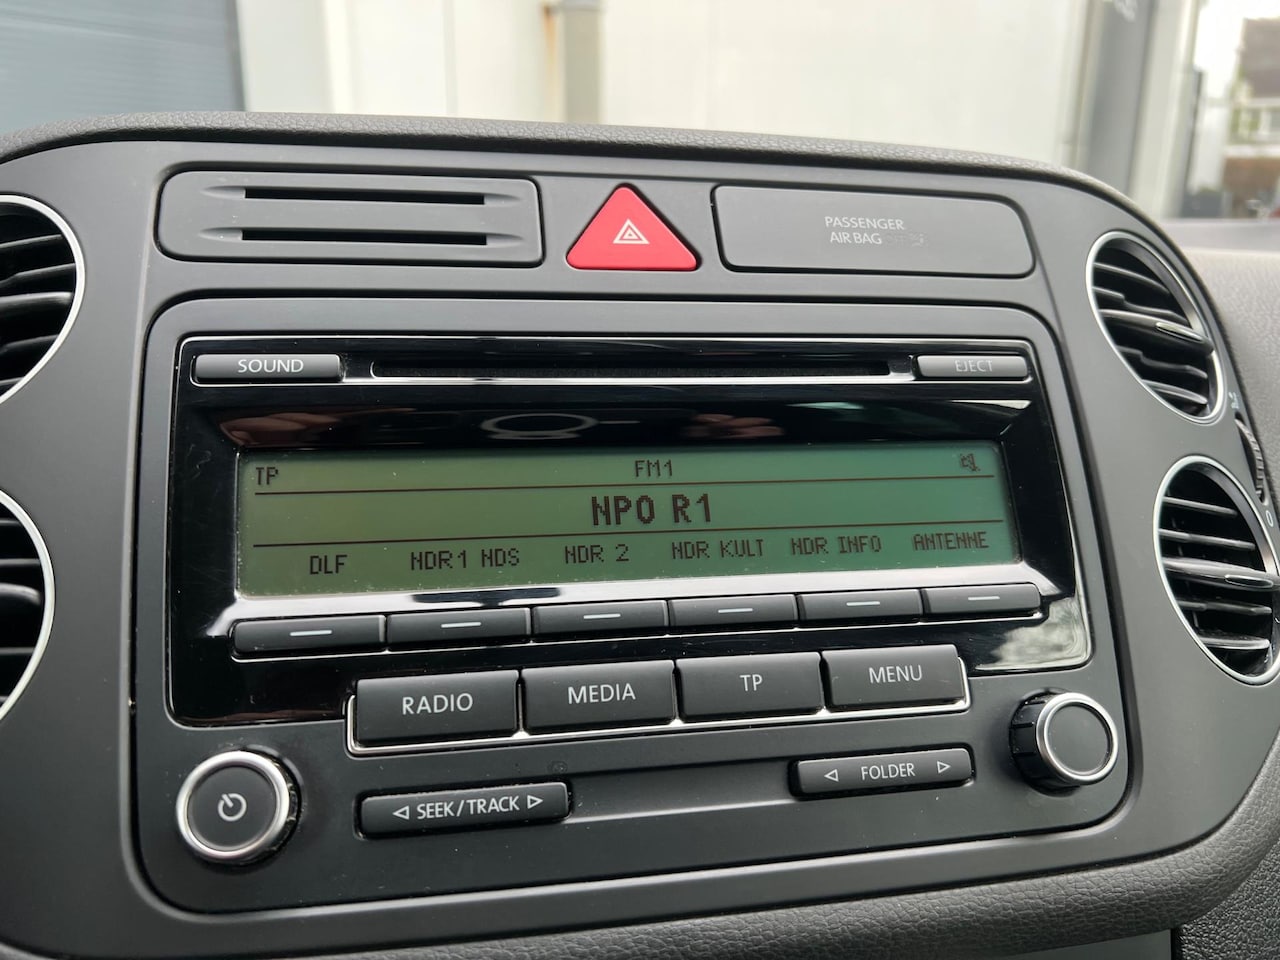 PASSENGER
AIR BAG
SOUND
EJECT
TP FM1
NPO R1
DLF NDR1 NDS NDR 2 NDR KULT NDR INFO ANTENNE
RADIO MEDIA TP MENU
FOLDER
SEEK/TRACK